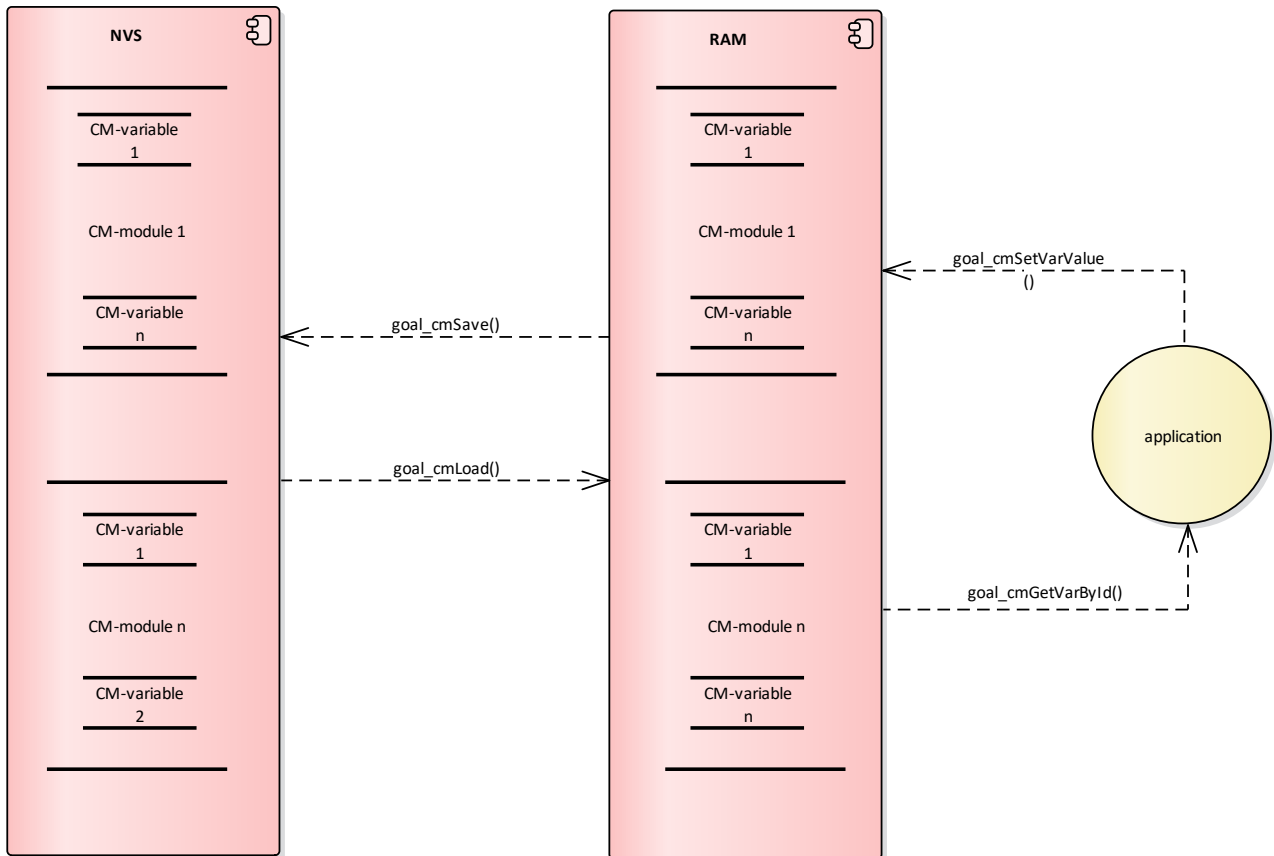 NVS
CM-variable
1
CM-module 1
CM-variable
n
CM-variable
1
CM-module n
CM-variable
2
goal_cmSave()
goal_cmLoad()
RAM
CM-variable
1
CM-module 1
CM-variable
n
CM-variable
1
CM-module n
CM-variable
n
goal_cmSetVarValue
()
application
goal_cmGetVarById()